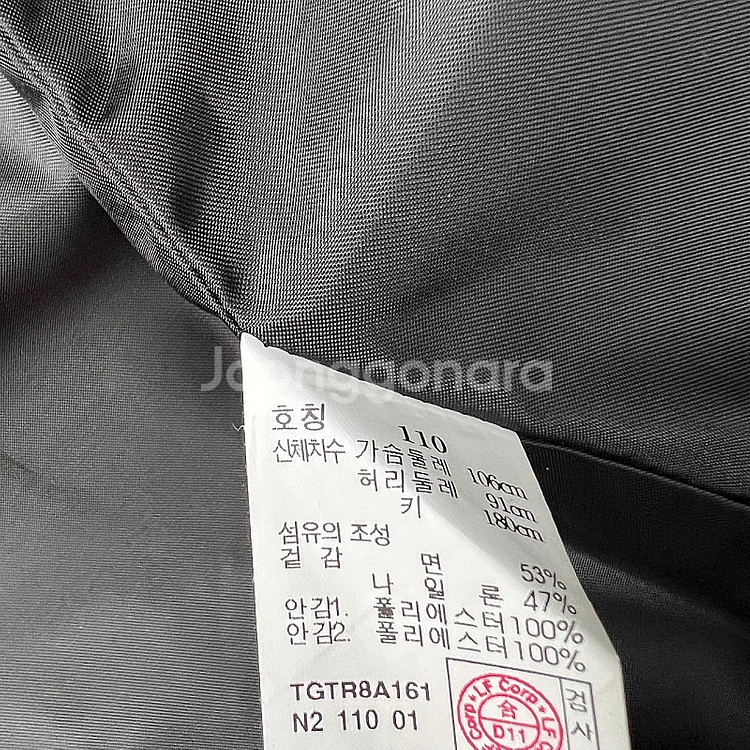 Joonggonara
호칭 110
신체치수 가슴둘레 106cm
허리둘레 91cm
키 180cm
섬유의 조성
겉 감 면 53%
나 일 론 47%
안감1. 폴리에스터100%
안감2. 폴리에스터100%
TGTR8A161
N2 110 01
LF Corp
合
D11
검사